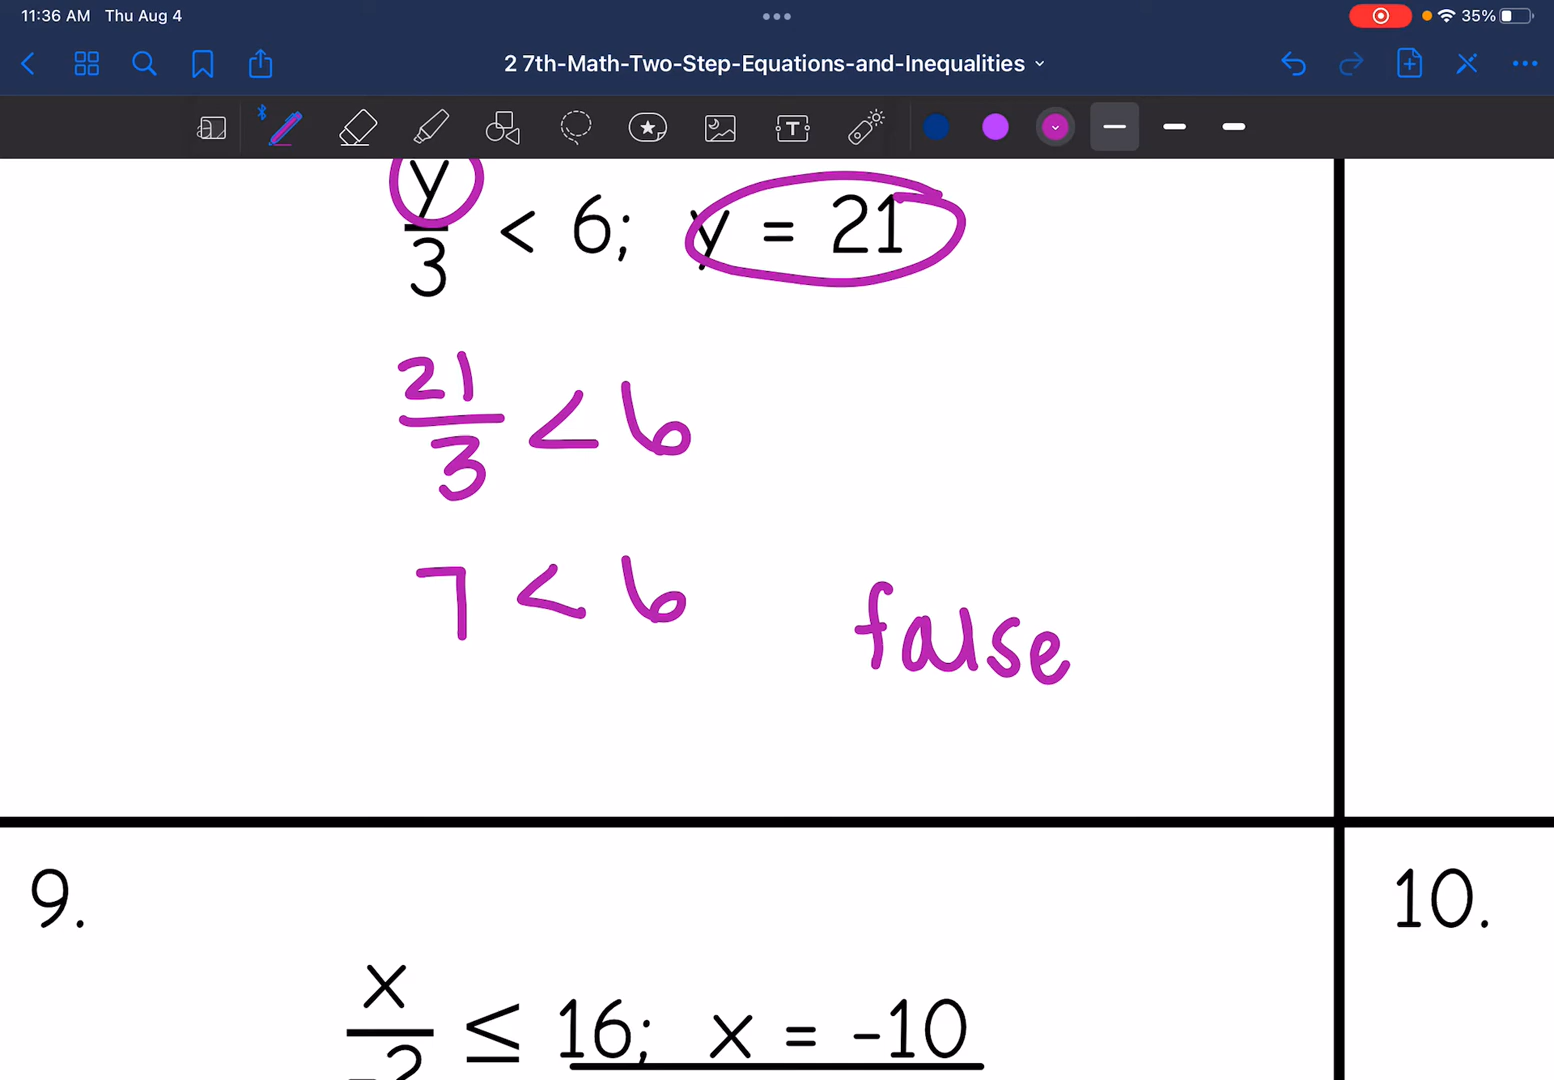 11:36 AM Thu Aug 4
35%
2 7th-Math-Two-Step-Equations-and-Inequalities
T
y/3 < 6; y = 21
21/3 < 6
7 < 6 false
9.
10.
x/-2 ≤ 16; x = -10